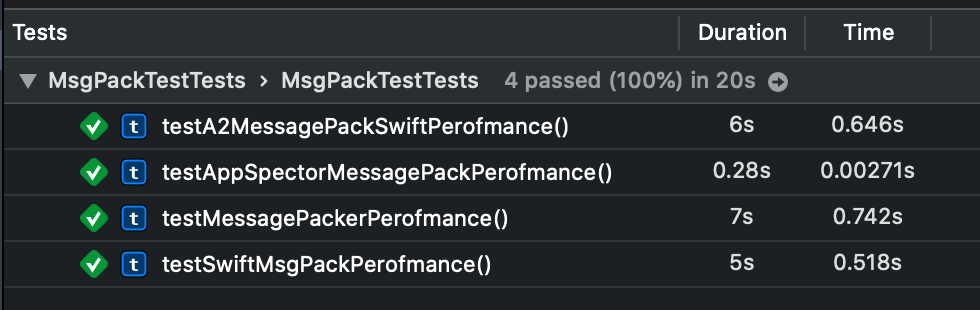 Tests Duration Time
MsgPackTestTests > MsgPackTestTests 4 passed (100%) in 20s
t testA2MessagePackSwiftPerofmance() 6s 0.646s
t testAppSpectorMessagePackPerofmance() 0.28s 0.00271s
t testMessagePackerPerofmance() 7s 0.742s
t testSwiftMsgPackPerofmance() 5s 0.518s